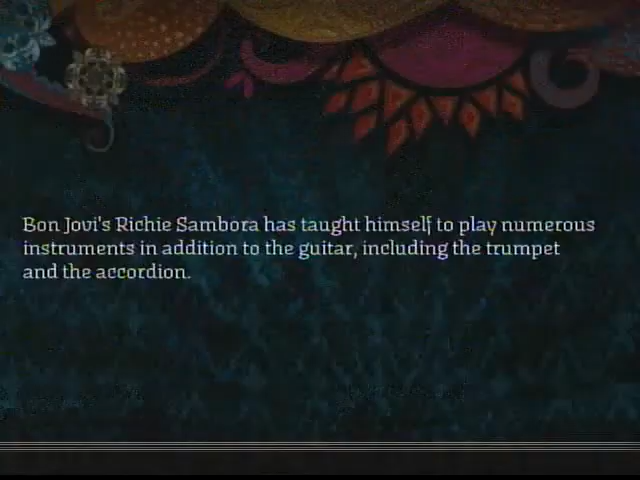 Bon Jovi's Richie Sambora has taught himself to play numerous
instruments in addition to the guitar, including the trumpet
and the accordion.